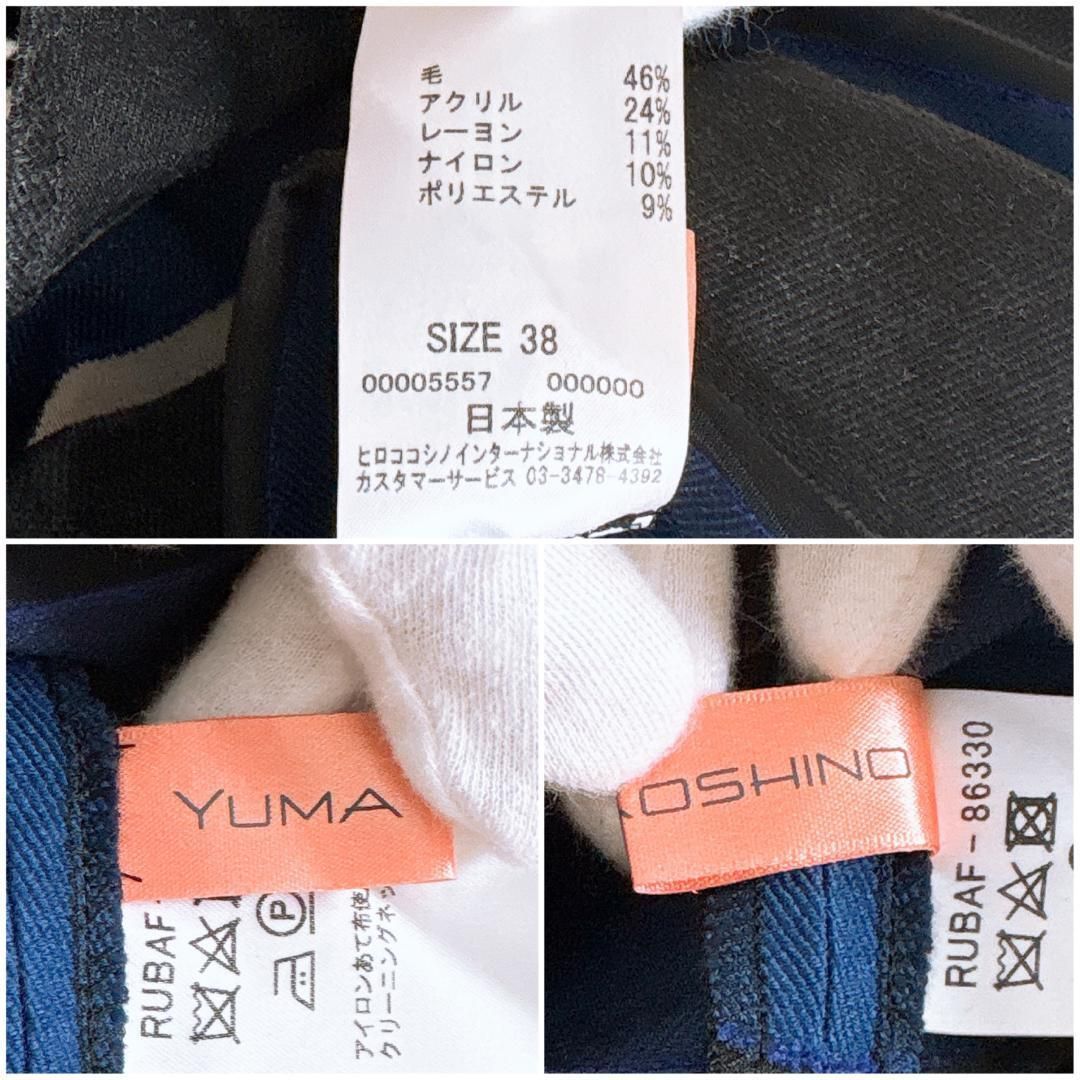 毛 46%
アクリル 24%
レーヨン 11%
ナイロン 10%
ポリエステル 9%
SIZE 38
00005557 000000
日本製
ヒロココシノインターナショナル株式会社
カスタマーサービス 03-3478-4392
YUMA
RUBAF-
P
アイロンあて布使
クリーニングネッ
KOSHINO
RUBAF-86330